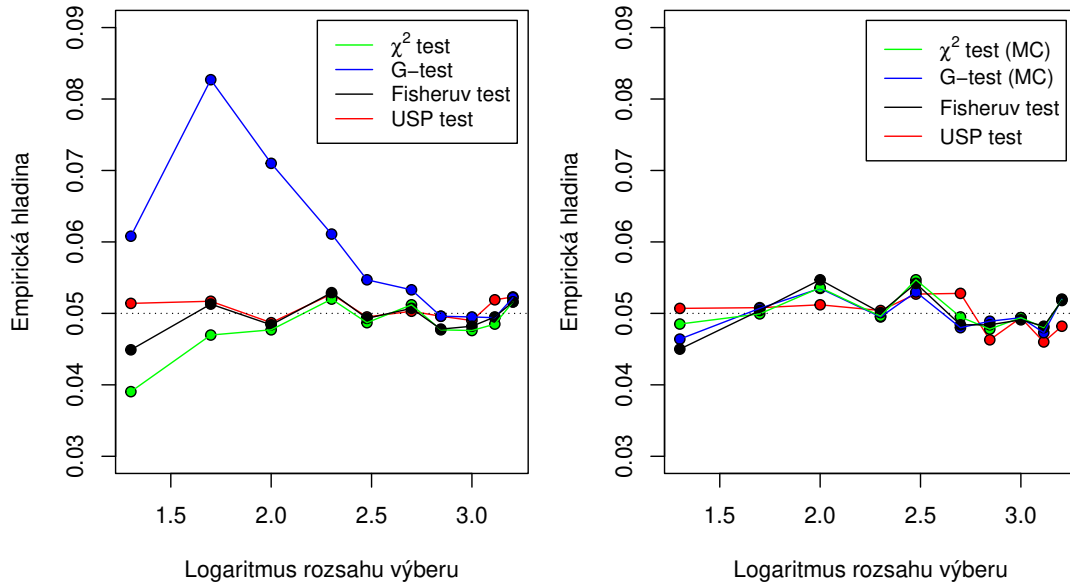 0.03 0.04 0.05 0.06 0.07 0.08 0.09
Empirická hladina
χ² test
G−test
Fisheruv test
USP test
1.5 2.0 2.5 3.0
Logaritmus rozsahu výberu
0.03 0.04 0.05 0.06 0.07 0.08 0.09
Empirická hladina
χ² test (MC)
G−test (MC)
Fisheruv test
USP test
1.5 2.0 2.5 3.0
Logaritmus rozsahu výberu